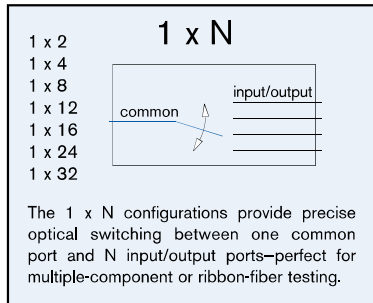 1 x N
1 x 2
1 x 4
1 x 8
1 x 12
1 x 16
1 x 24
1 x 32
input/output
common
The 1 x N configurations provide precise
optical switching between one common
port and N input/output ports–perfect for
multiple-component or ribbon-fiber testing.